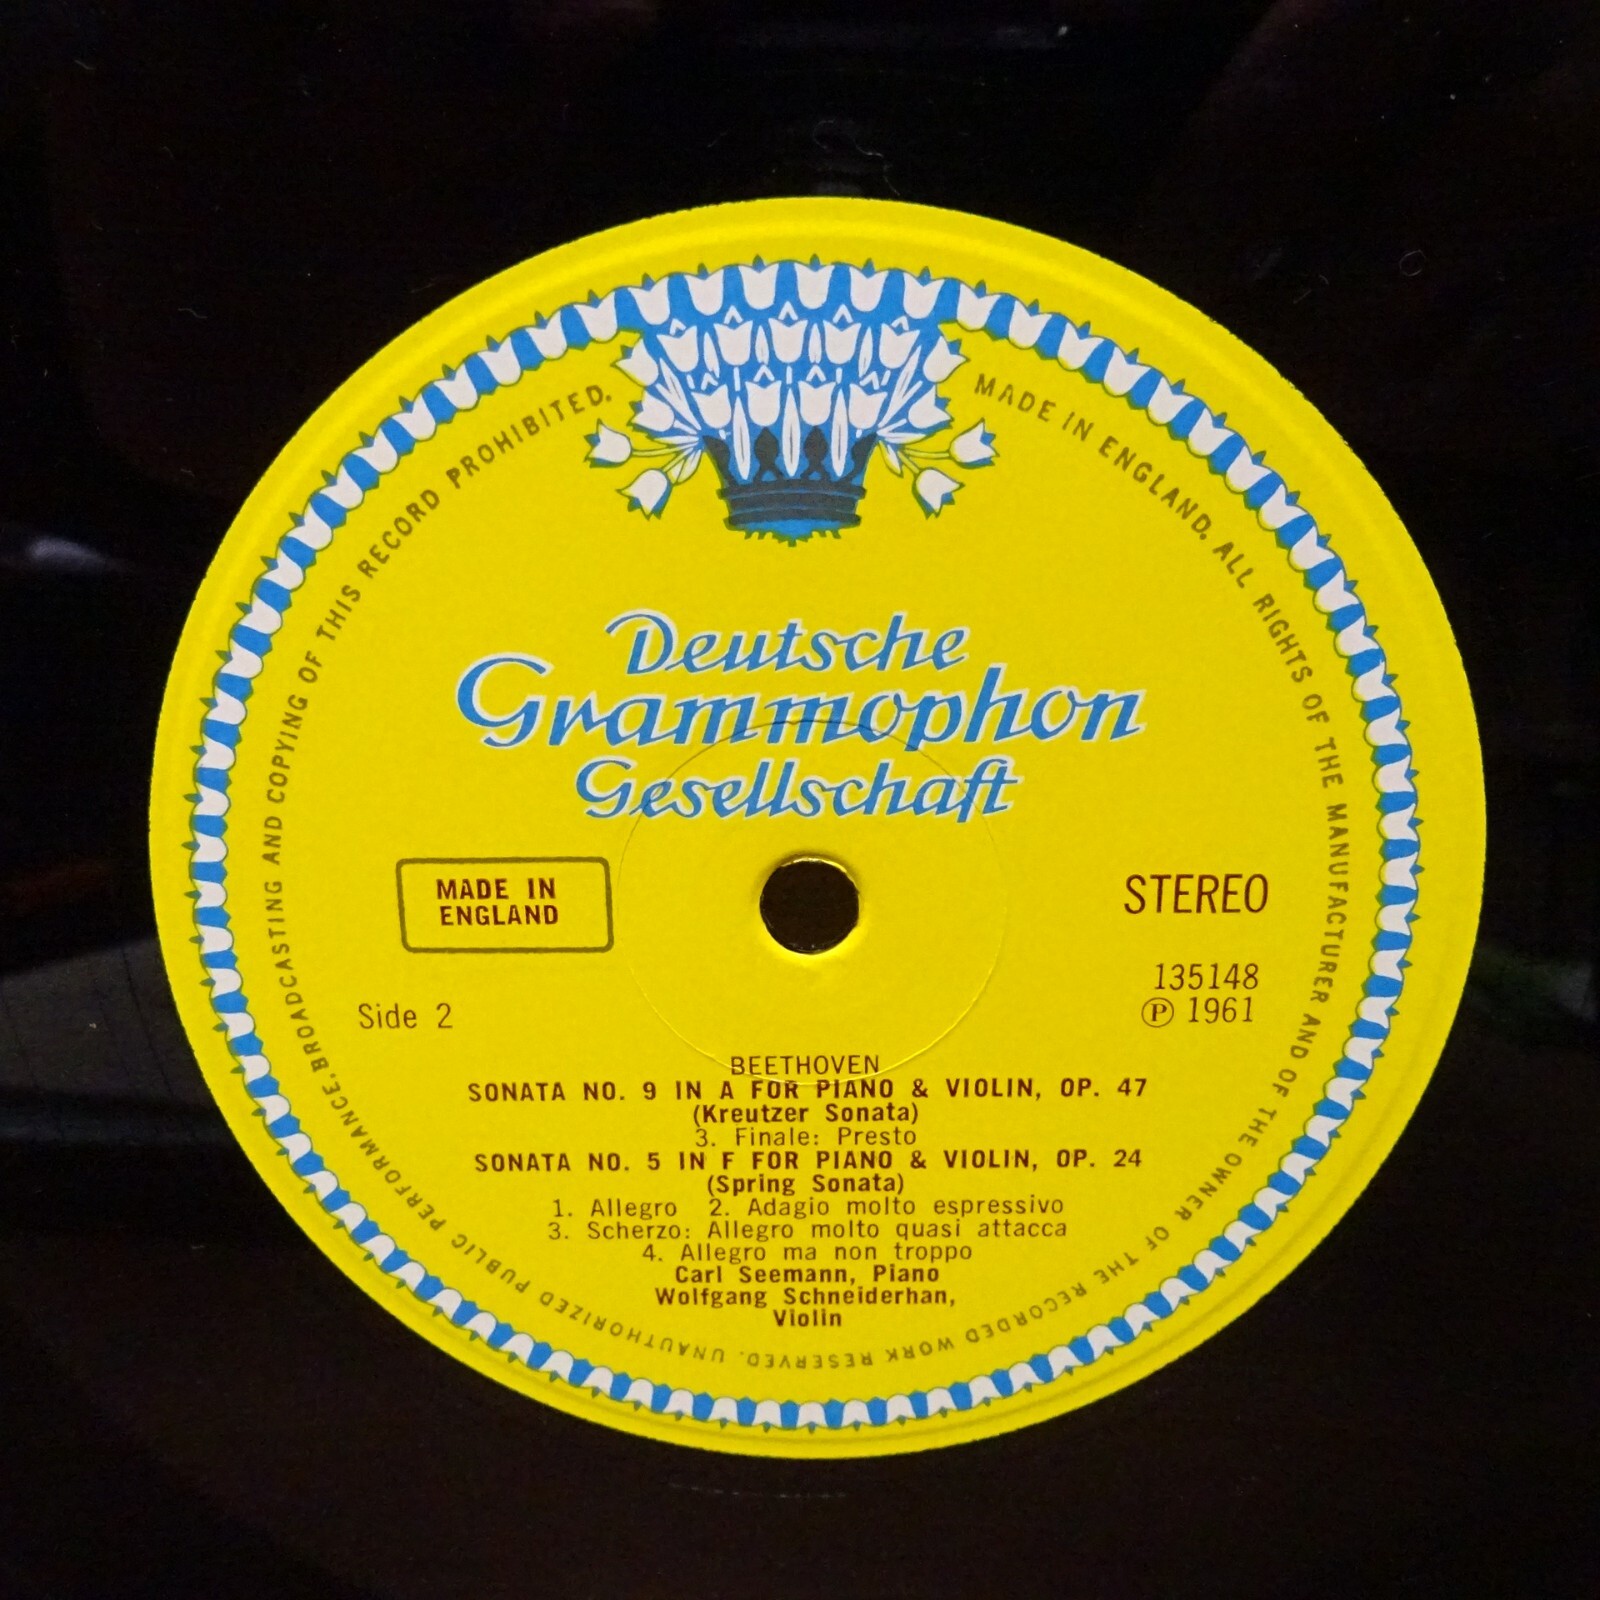 MADE IN ENGLAND. ALL RIGHTS OF THE MANUFACTURER AND OF THE OWNER OF THE RECORDED WORK RESERVED. UNAUTHORIZED PUBLIC PERFORMANCE, BROADCASTING AND COPYING OF THIS RECORD PROHIBITED.
Deutsche
Grammophon
Gesellschaft
MADE IN
ENGLAND
STEREO
135148
Ⓟ 1961
Side 2
BEETHOVEN
SONATA NO. 9 IN A FOR PIANO & VIOLIN, OP. 47
(Kreutzer Sonata)
3. Finale: Presto
SONATA NO. 5 IN F FOR PIANO & VIOLIN, OP. 24
(Spring Sonata)
1. Allegro 2. Adagio molto espressivo
3. Scherzo: Allegro molto quasi attacca
4. Allegro ma non troppo
Carl Seemann, Piano
Wolfgang Schneiderhan,
Violin